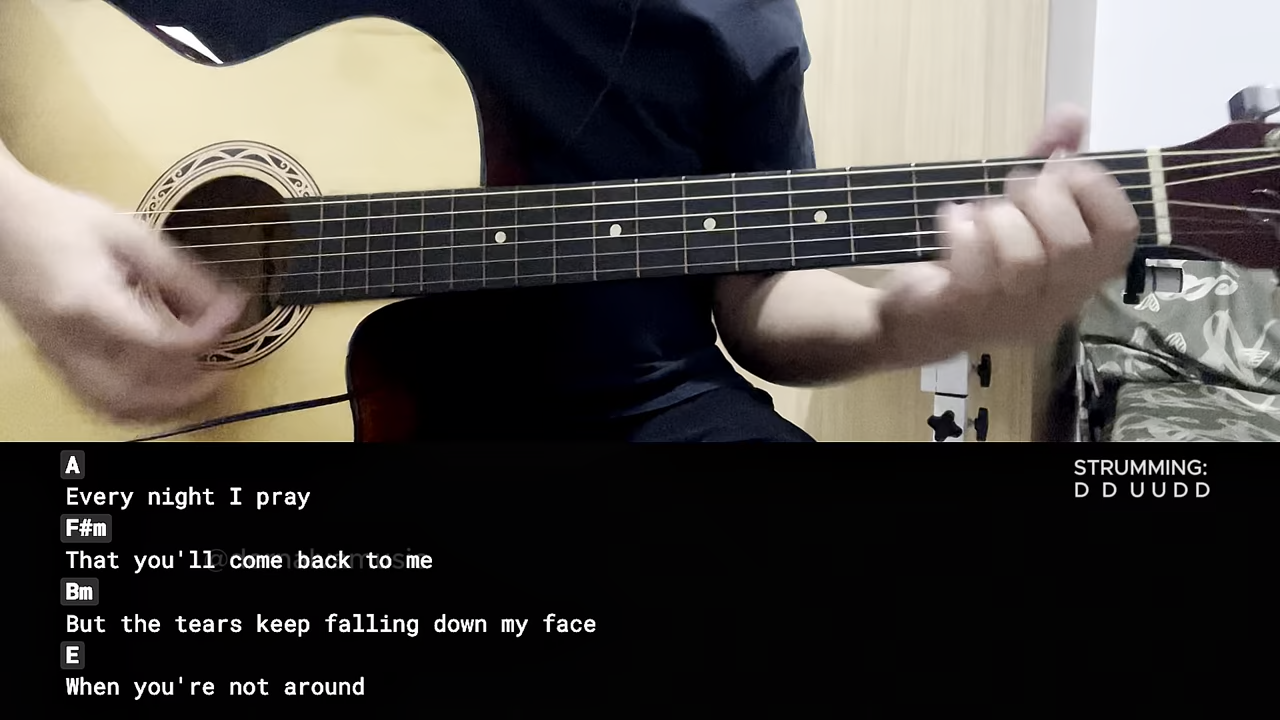 A
Every night I pray
F#m
That you'll come back to me
Bm
But the tears keep falling down my face
E
When you're not around
STRUMMING:
D D U U D D